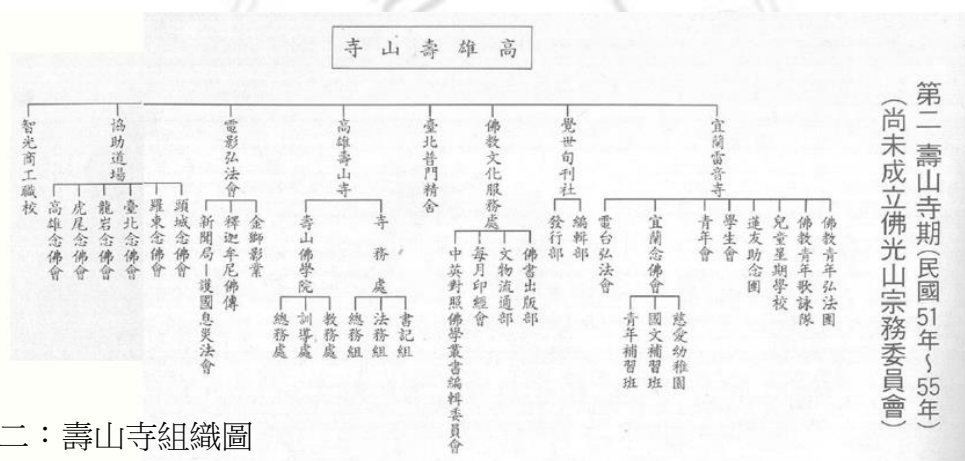 第二 壽山寺期(民國51年～55年)
(尚未成立佛光山宗務委員會)
高雄壽山寺
宜蘭雷音寺
佛教青年弘法團
佛教青年歌詠隊
兒童星期學校
蓮友助念團
學生會
青年會
宜蘭念佛會
慈愛幼稚園
國文補習班
青年補習班
電台弘法會
覺世旬刊社
編輯部
發行部
佛教文化服務處
佛書出版部
文物流通部
每月印經會
中英對照佛學叢書編輯委員會
臺北普門精舍
高雄壽山寺
寺務處
書記組
法務組
總務組
壽山佛學院
教務處
訓導處
總務處
電影弘法會
金獅影業
釋迦牟尼佛傳
新聞局－護國息災法會
協助道場
頭城念佛會
羅東念佛會
臺北念佛會
龍岩念佛會
虎尾念佛會
高雄念佛會
智光商工職校
二：壽山寺組織圖